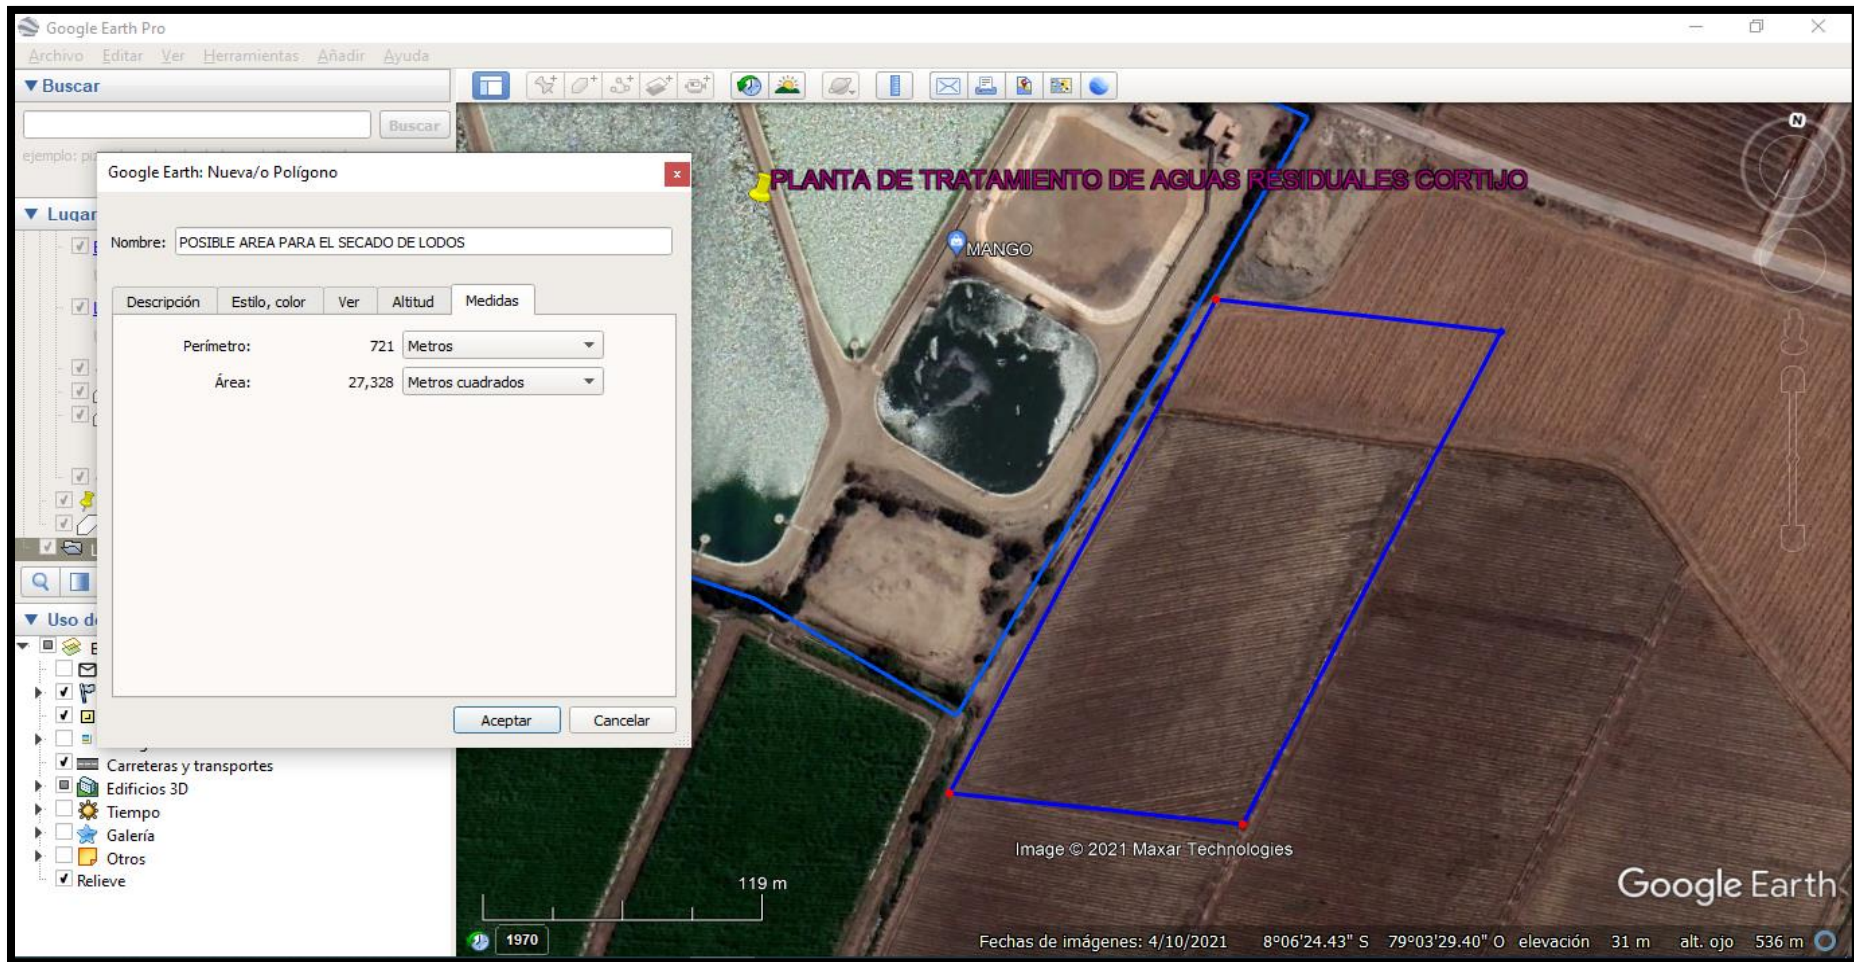 Google Earth Pro
Archivo Editar Ver Herramientas Añadir Ayuda
▼ Buscar
Buscar
ejemplo:
Google Earth: Nueva/o Polígono
x
Nombre: POSIBLE AREA PARA EL SECADO DE LODOS
Descripción Estilo, color Ver Altitud Medidas
Perímetro: 721 Metros
Área: 27,328 Metros cuadrados
Aceptar Cancelar
▼ Lugar
▼ Uso de
Carreteras y transportes
Edificios 3D
Tiempo
Galería
Otros
Relieve
N
PLANTA DE TRATAMIENTO DE AGUAS RESIDUALES CORTIJO
MANGO
Image © 2021 Maxar Technologies
119 m
Google Earth
1970
Fechas de imágenes: 4/10/2021 8°06'24.43" S 79°03'29.40" O elevación 31 m alt. ojo 536 m